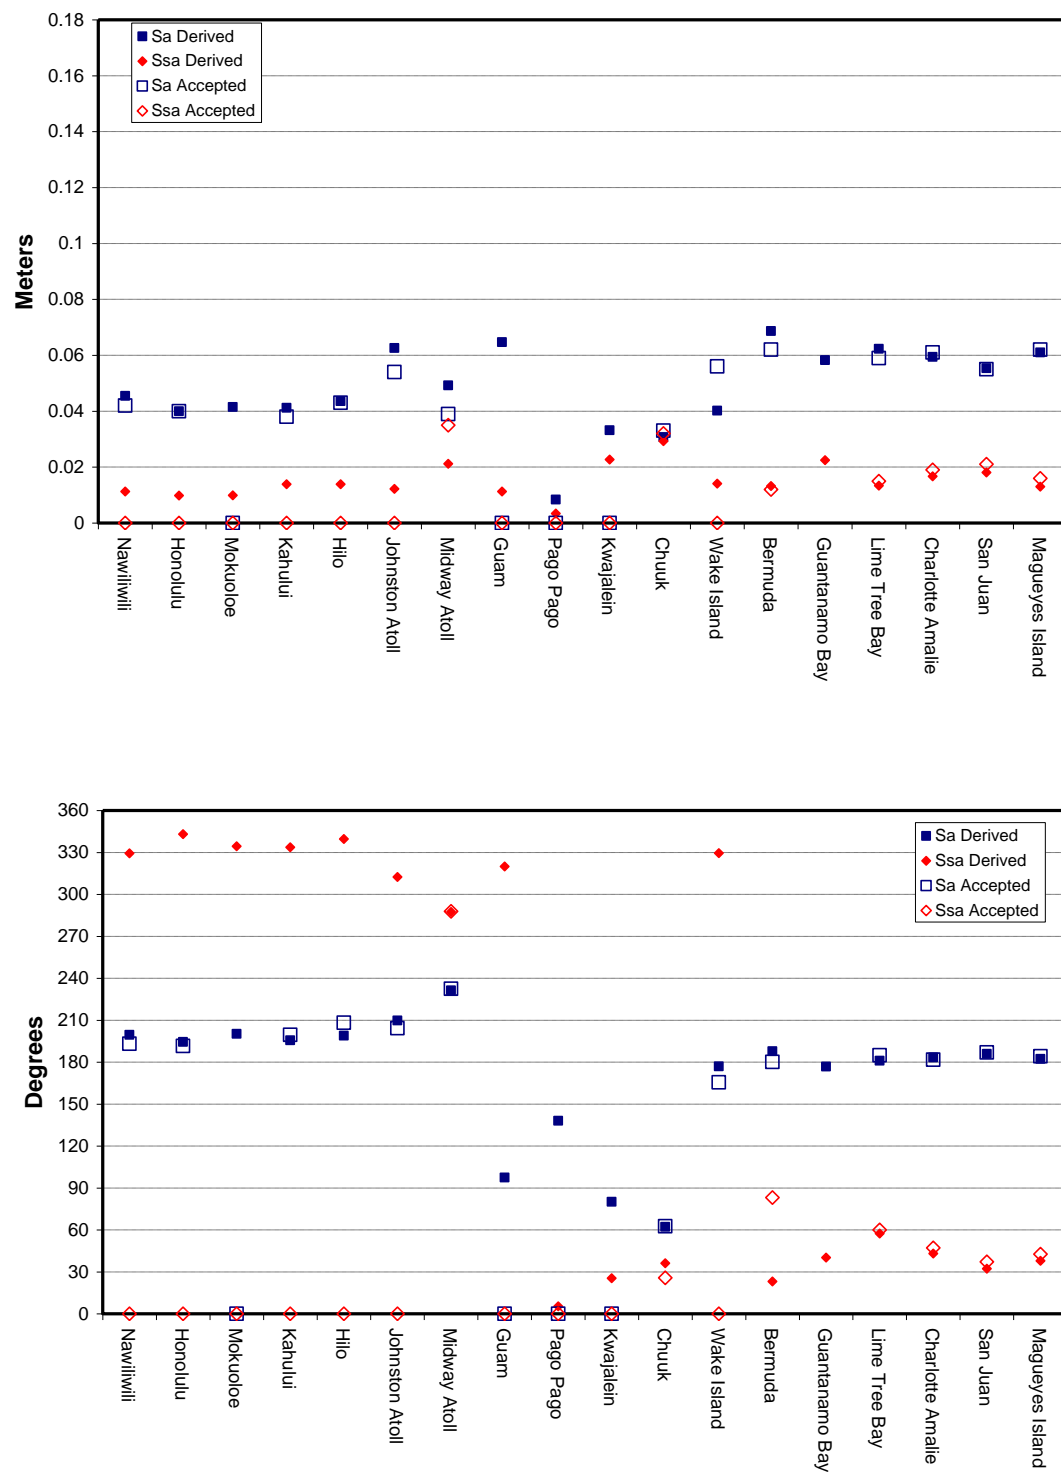 0.18
0.16
0.14
0.12
0.1
0.08
0.06
0.04
0.02
0
Meters
Sa Derived
Ssa Derived
Sa Accepted
Ssa Accepted
Nawiliwili
Honolulu
Mokuoloe
Kahului
Hilo
Johnston Atoll
Midway Atoll
Guam
Pago Pago
Kwajalein
Chuuk
Wake Island
Bermuda
Guantanamo Bay
Lime Tree Bay
Charlotte Amalie
San Juan
Magueyes Island
360
330
300
270
240
210
180
150
120
90
60
30
0
Degrees
Sa Derived
Ssa Derived
Sa Accepted
Ssa Accepted
Nawiliwili
Honolulu
Mokuoloe
Kahului
Hilo
Johnston Atoll
Midway Atoll
Guam
Pago Pago
Kwajalein
Chuuk
Wake Island
Bermuda
Guantanamo Bay
Lime Tree Bay
Charlotte Amalie
San Juan
Magueyes Island